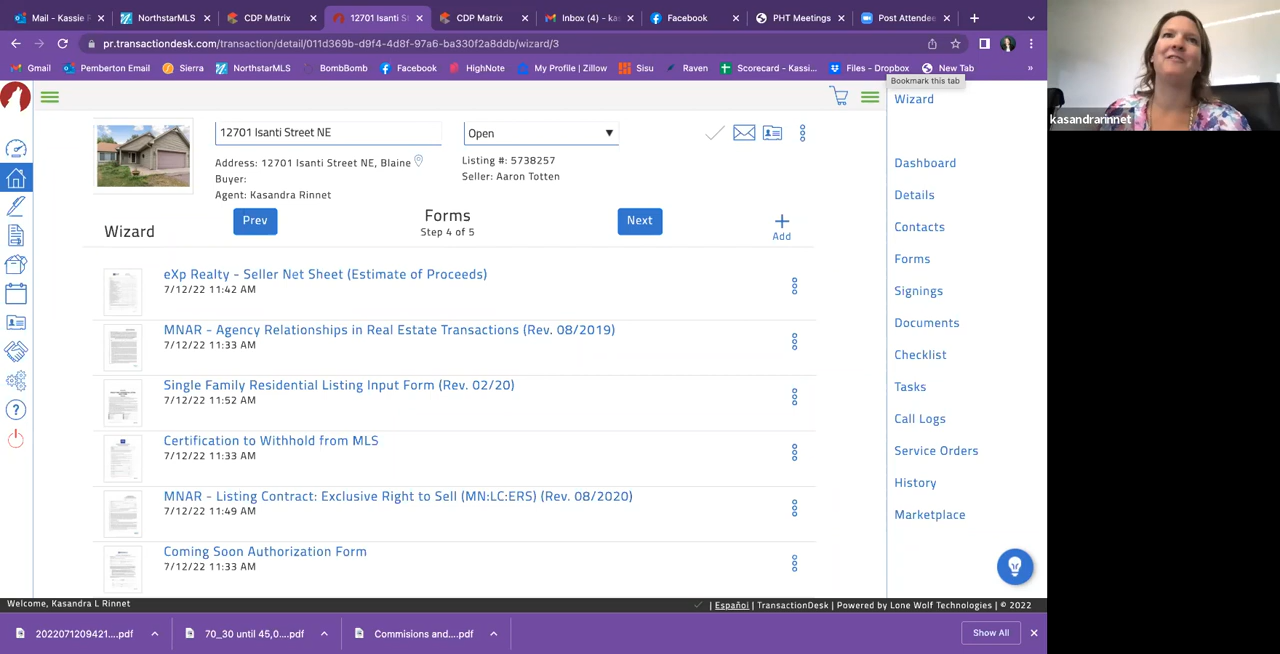 Mail - Kassie R
NorthstarMLS
CDP Matrix
12701 Isanti S
CDP Matrix
Inbox (4) - ka
Facebook
PHT Meetings
Post Attendee
pr.transactiondesk.com/transaction/detail/011d369b-d9f4-4d8f-97a6-ba330f2a8ddb/wizard/3
Gmail
Pemberton Email
Sierra
NorthstarMLS
BombBomb
Facebook
HighNote
My Profile | Zillow
Sisu
Raven
Scorecard - Kassi...
Files - Dropbox
New Tab
»
Bookmark this tab
kasandrarinnet
12701 Isanti Street NE
Open
Address: 12701 Isanti Street NE, Blaine
Buyer:
Agent: Kasandra Rinnet
Listing #: 5738257
Seller: Aaron Totten
Wizard
Prev
Forms
Step 4 of 5
Next
Add
eXp Realty - Seller Net Sheet (Estimate of Proceeds)
7/12/22 11:42 AM
MNAR - Agency Relationships in Real Estate Transactions (Rev. 08/2019)
7/12/22 11:33 AM
Single Family Residential Listing Input Form (Rev. 02/20)
7/12/22 11:52 AM
Certification to Withhold from MLS
7/12/22 11:33 AM
MNAR - Listing Contract: Exclusive Right to Sell (MN:LC:ERS) (Rev. 08/2020)
7/12/22 11:49 AM
Coming Soon Authorization Form
7/12/22 11:33 AM
Wizard
Dashboard
Details
Contacts
Forms
Signings
Documents
Checklist
Tasks
Call Logs
Service Orders
History
Marketplace
Welcome, Kasandra L Rinnet
| Español | TransactionDesk | Powered by Lone Wolf Technologies | © 2022
2022071209421....pdf
70_30 until 45,0....pdf
Commisions and....pdf
Show All